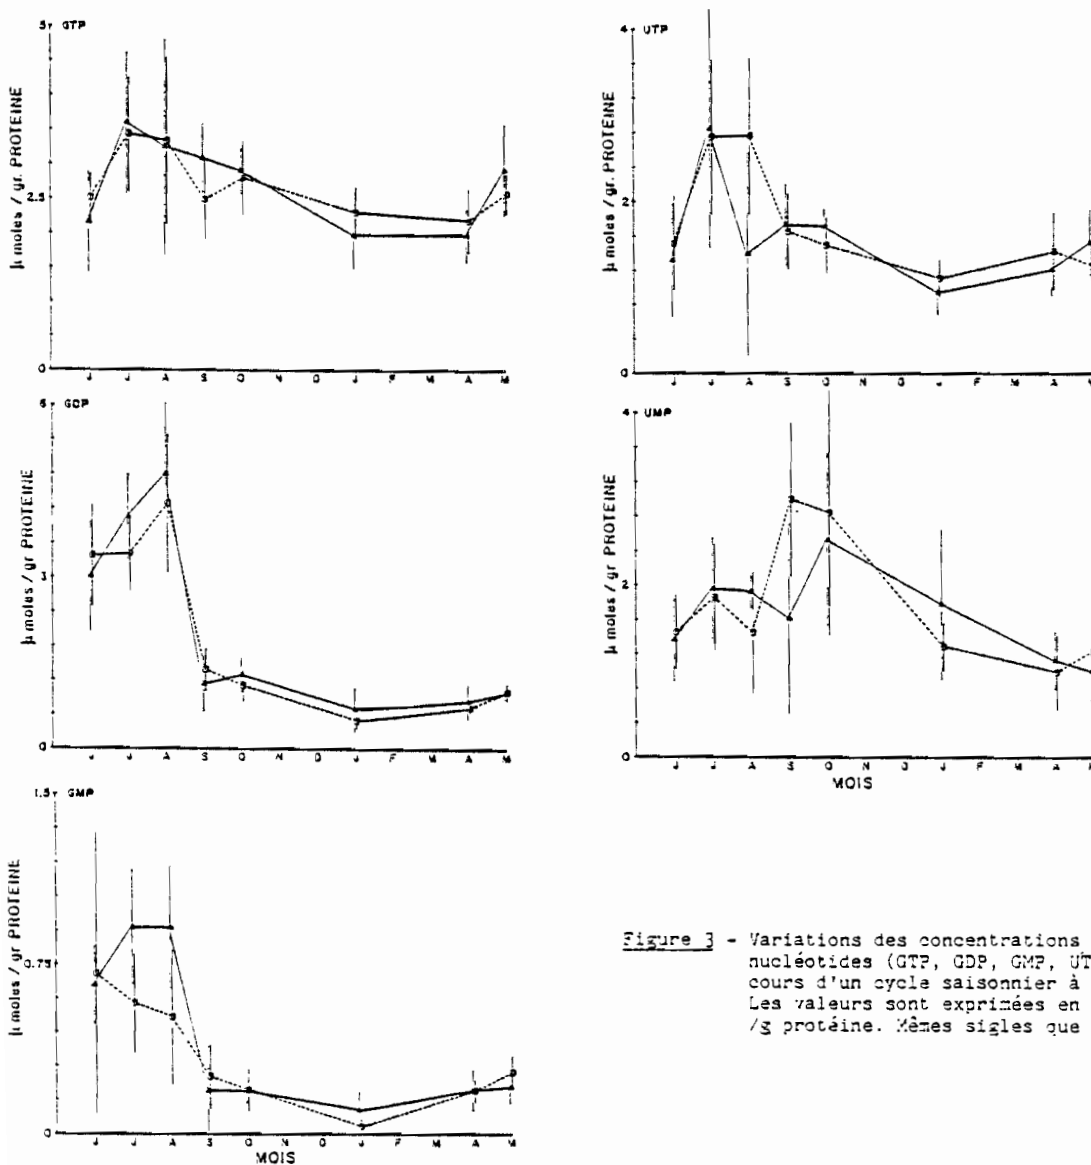 5 GTP
μ moles / gr. PROTEINE
2.5
0
J J A S O N D J F M A M
4 UTP
μ moles / gr. PROTEINE
2
0
J J A S O N D J F M A
6 GDP
μ moles / gr PROTEINE
3
0
J J A S O N D J F M A M
4 UMP
μ moles / gr PROTEINE
2
0
J J A S O N D J F M A
MOIS
1.5 GMP
μ moles / gr PROTEINE
0.75
0
J J A S O N D J F M A M
MOIS
Figure 3 - Variations des concentrations
nucléotides (GTP, GDP, GMP, UT
cours d'un cycle saisonnier à
Les valeurs sont exprimées en
/g protéine. Mêmes sigles que